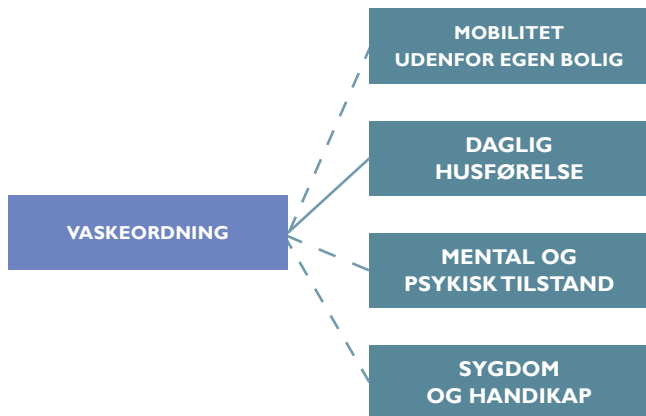 MOBILITET
UDENFOR EGEN BOLIG
DAGLIG
HUSFØRELSE
VASKEORDNING
MENTAL OG
PSYKISK TILSTAND
SYGDOM
OG HANDIKAP